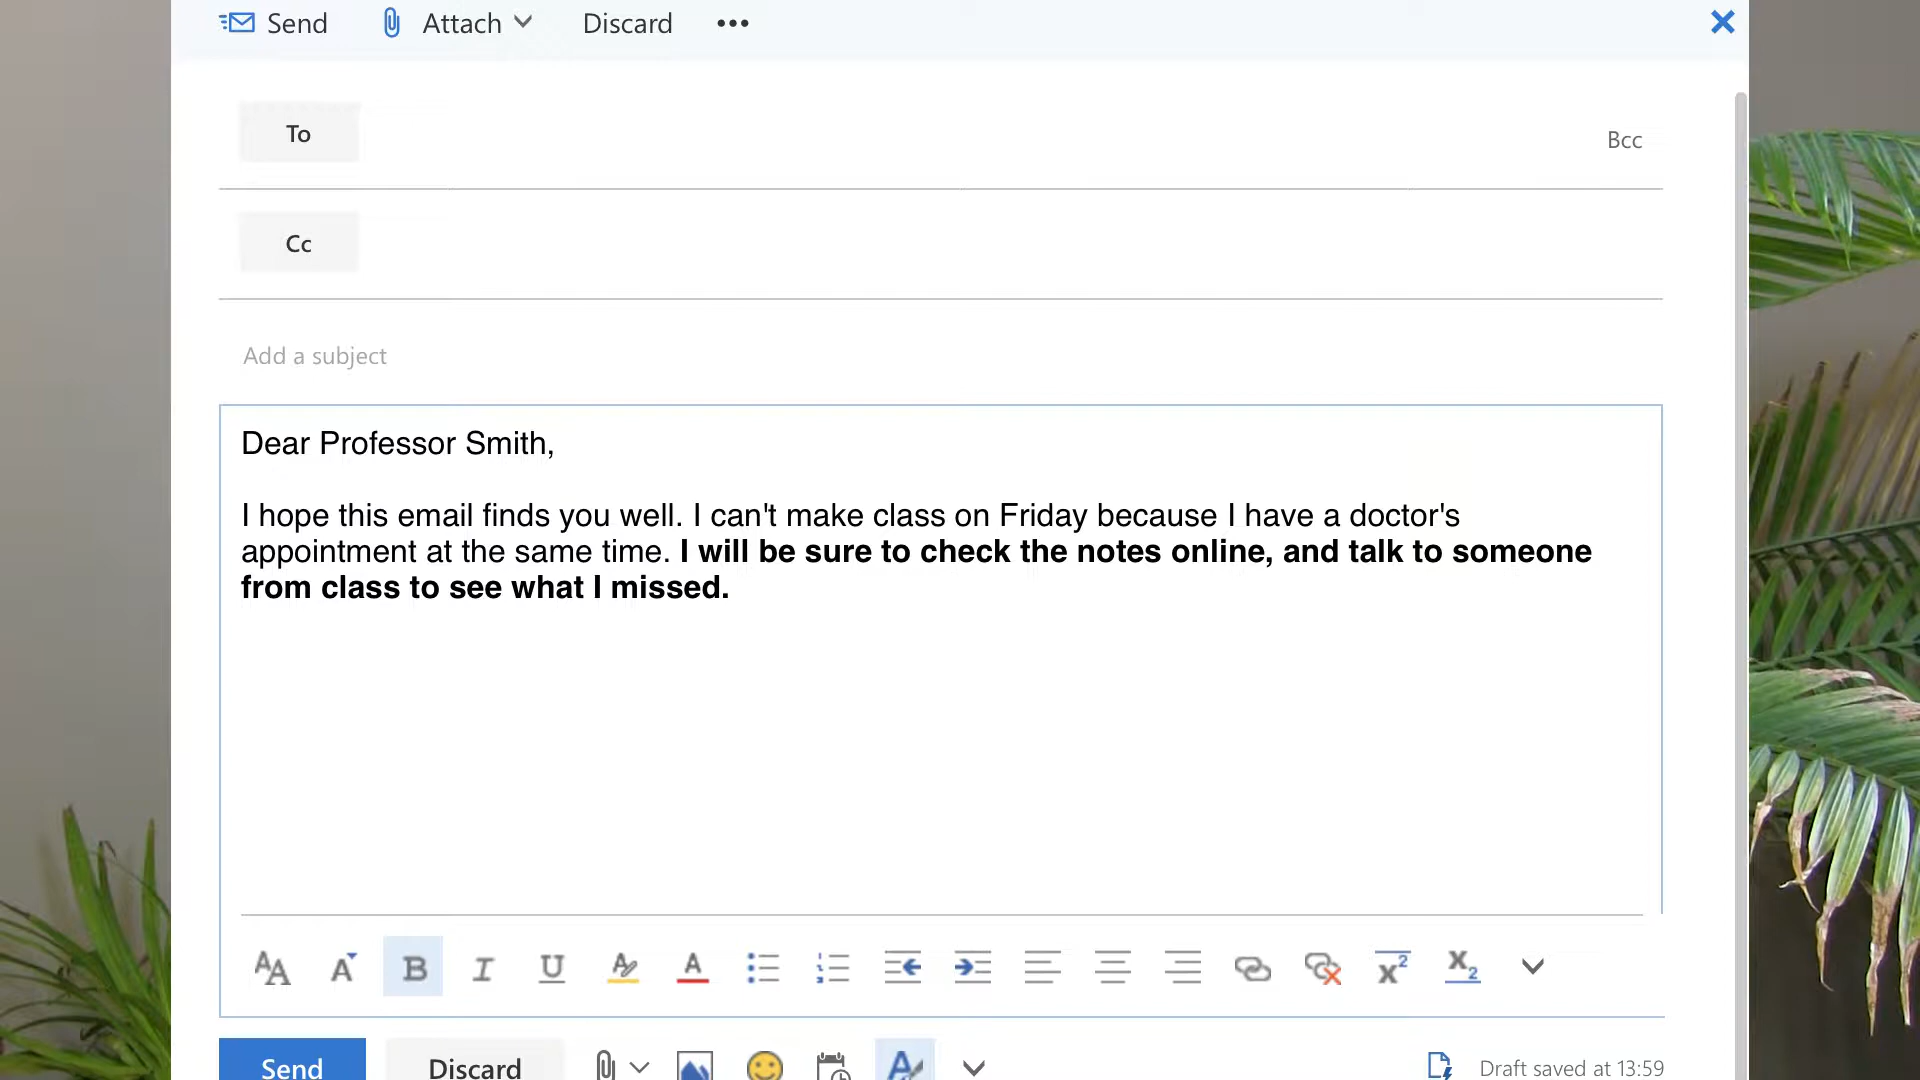 Send Attach Discard
To
Bcc
Cc
Add a subject
Dear Professor Smith,
I hope this email finds you well. I can't make class on Friday because I have a doctor's
appointment at the same time. I will be sure to check the notes online, and talk to someone
from class to see what I missed.
Send Discard Draft saved at 13:59